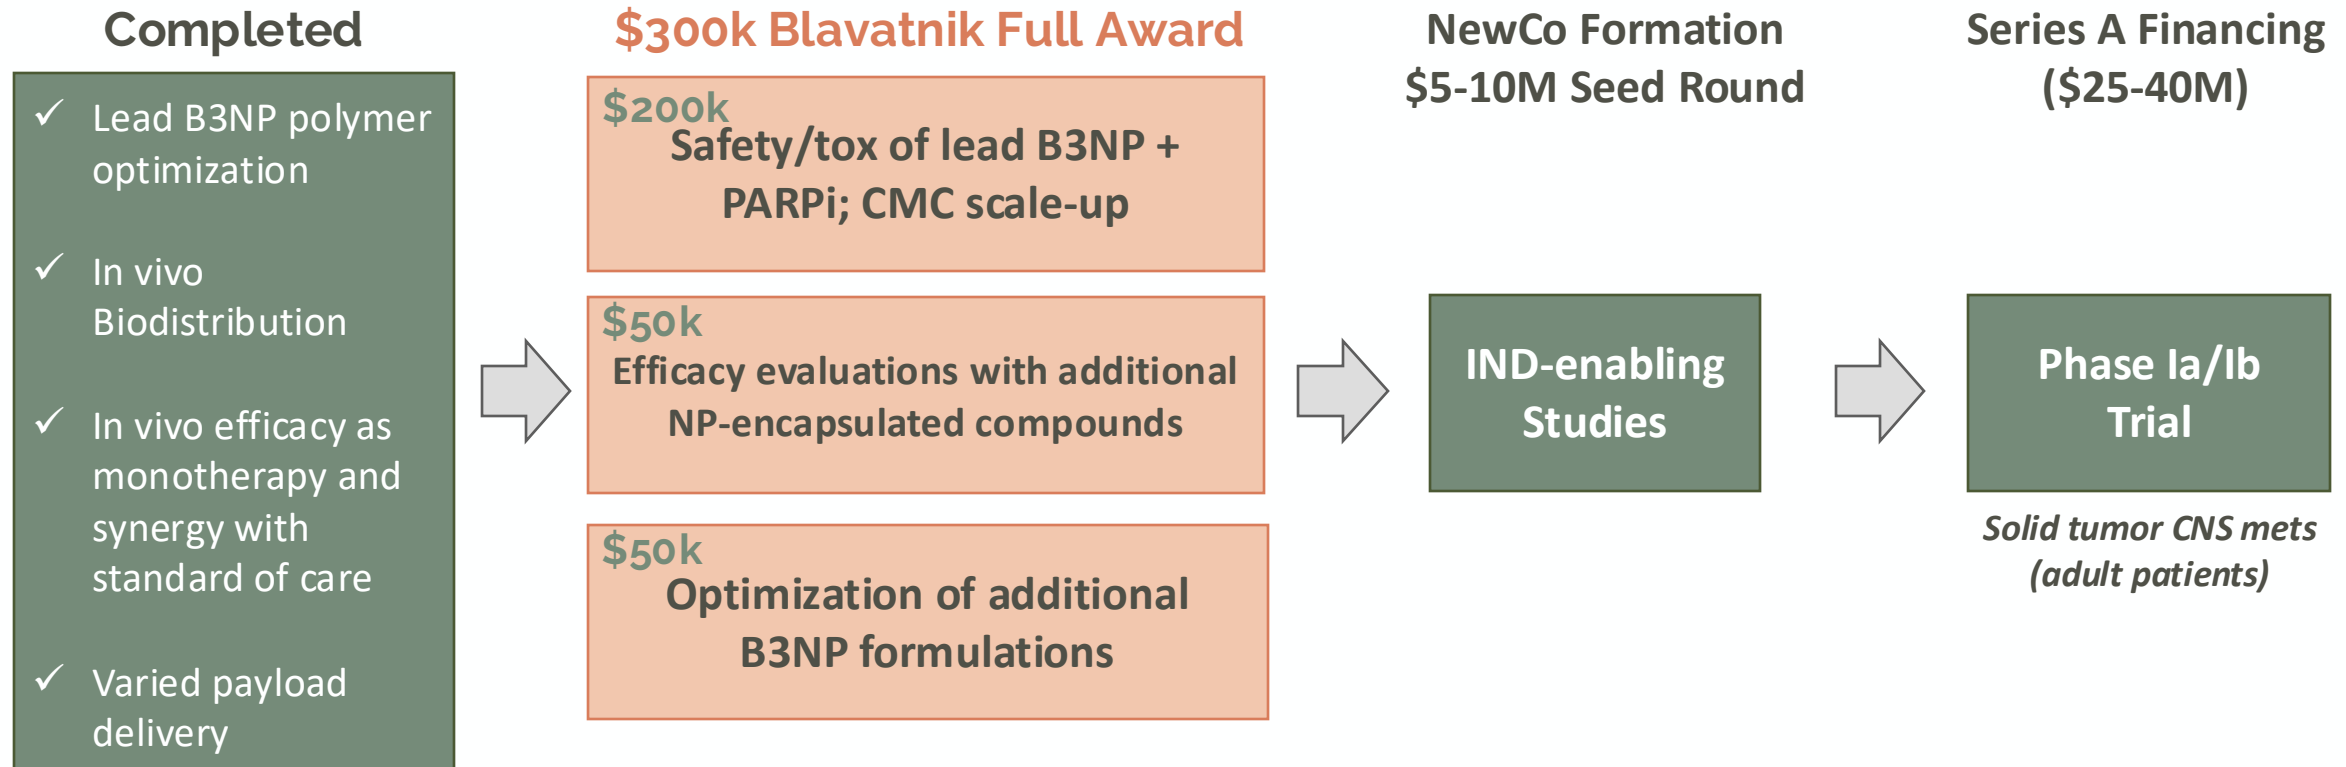 Completed
✓ Lead B3NP polymer
optimization
✓ In vivo
Biodistribution
✓ In vivo efficacy as
monotherapy and
synergy with
standard of care
✓ Varied payload
delivery
$300k Blavatnik Full Award
$200k
Safety/tox of lead B3NP +
PARPi; CMC scale-up
$50k
Efficacy evaluations with additional
NP-encapsulated compounds
$50k
Optimization of additional
B3NP formulations
NewCo Formation
$5-10M Seed Round
IND-enabling
Studies
Series A Financing
($25-40M)
Phase Ia/Ib
Trial
Solid tumor CNS mets
(adult patients)